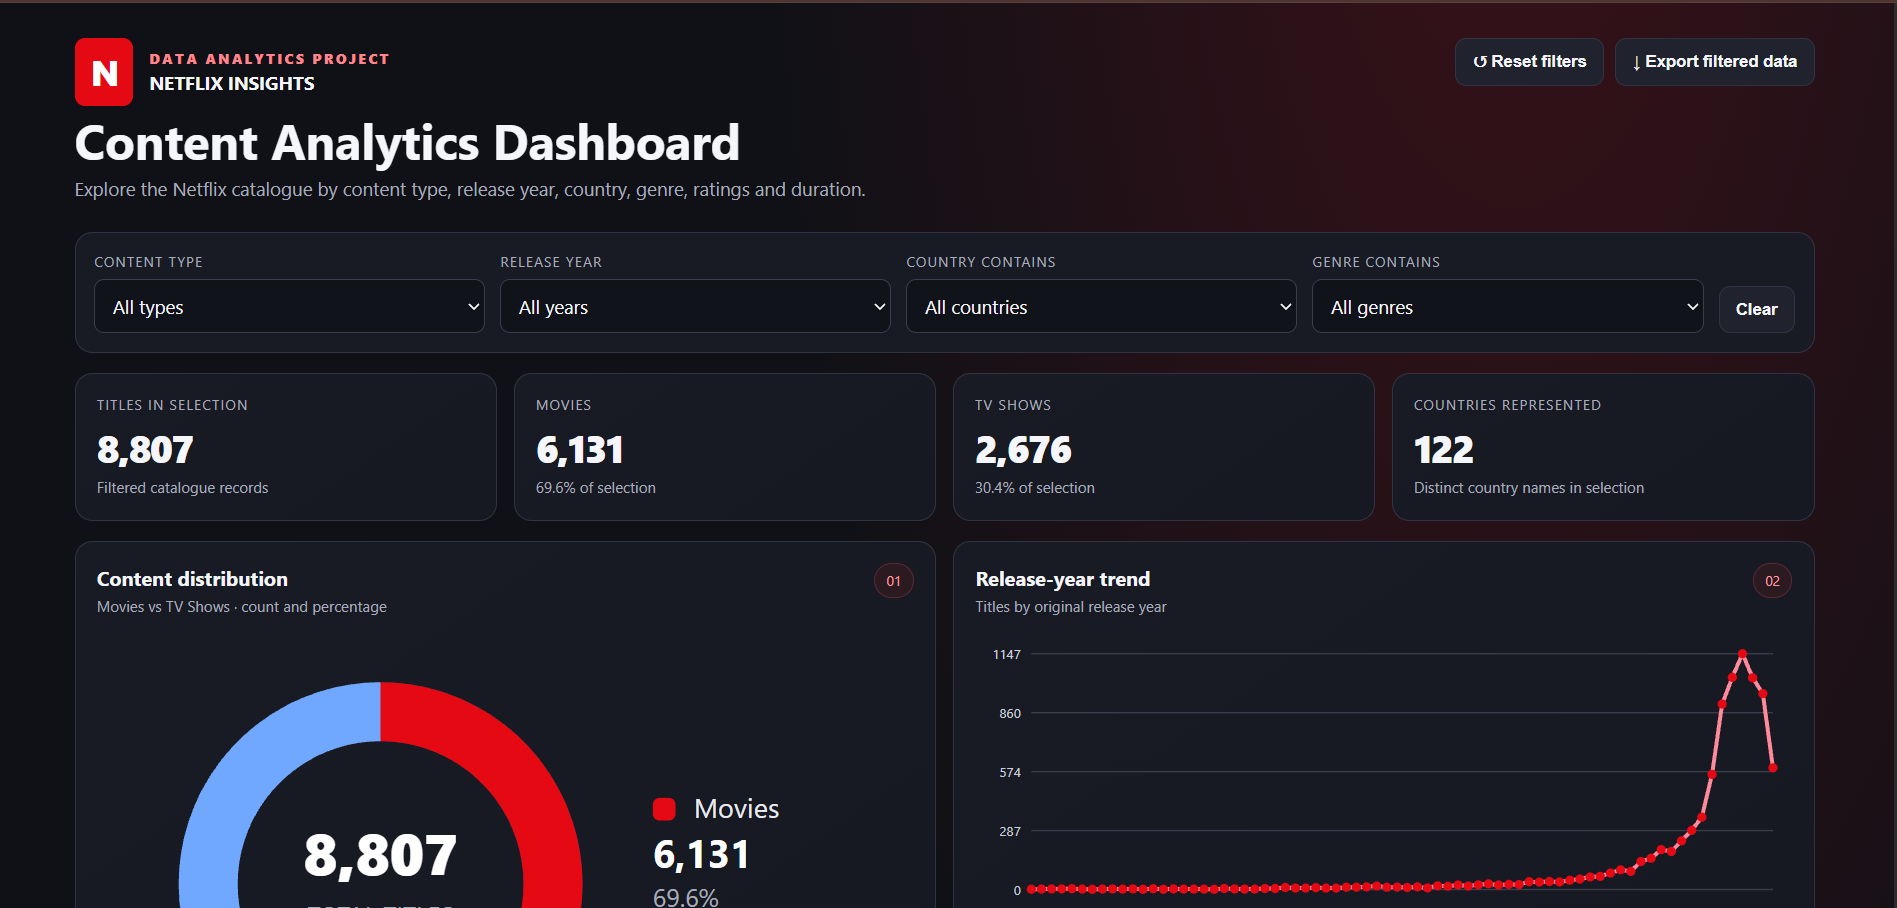 N
DATA ANALYTICS PROJECT
NETFLIX INSIGHTS
↺ Reset filters
↓ Export filtered data
Content Analytics Dashboard
Explore the Netflix catalogue by content type, release year, country, genre, ratings and duration.
CONTENT TYPE
All types
RELEASE YEAR
All years
COUNTRY CONTAINS
All countries
GENRE CONTAINS
All genres
Clear
TITLES IN SELECTION
8,807
Filtered catalogue records
MOVIES
6,131
69.6% of selection
TV SHOWS
2,676
30.4% of selection
COUNTRIES REPRESENTED
122
Distinct country names in selection
Content distribution
01
Movies vs TV Shows · count and percentage
8,807
Movies
6,131
69.6%
Release-year trend
02
Titles by original release year
1147
860
574
287
0